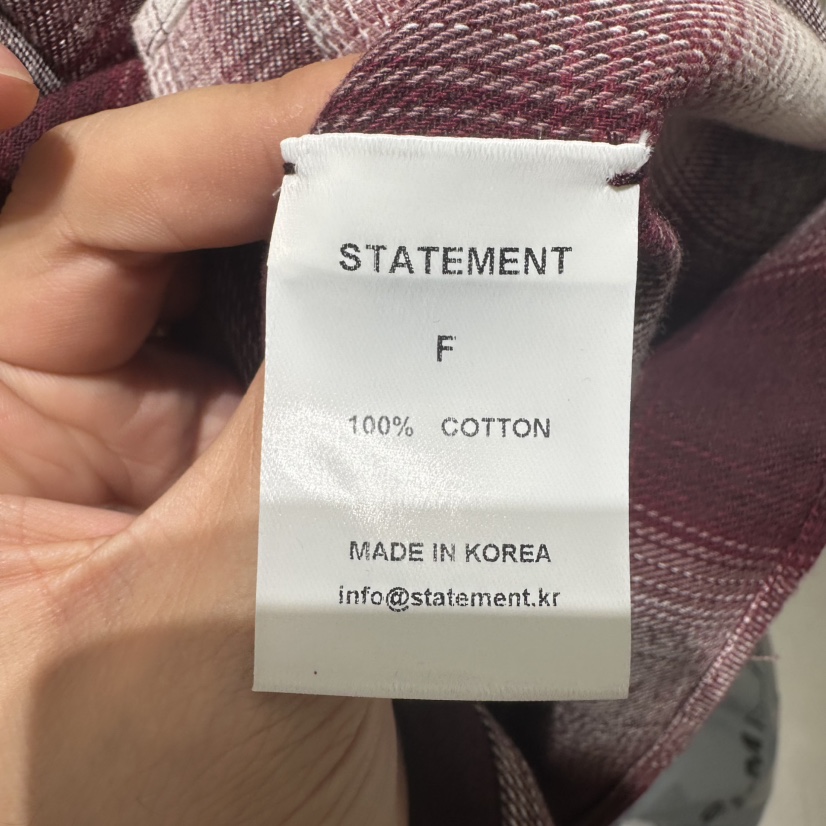 STATEMENT
F
100% COTTON
MADE IN KOREA
info@statement.kr